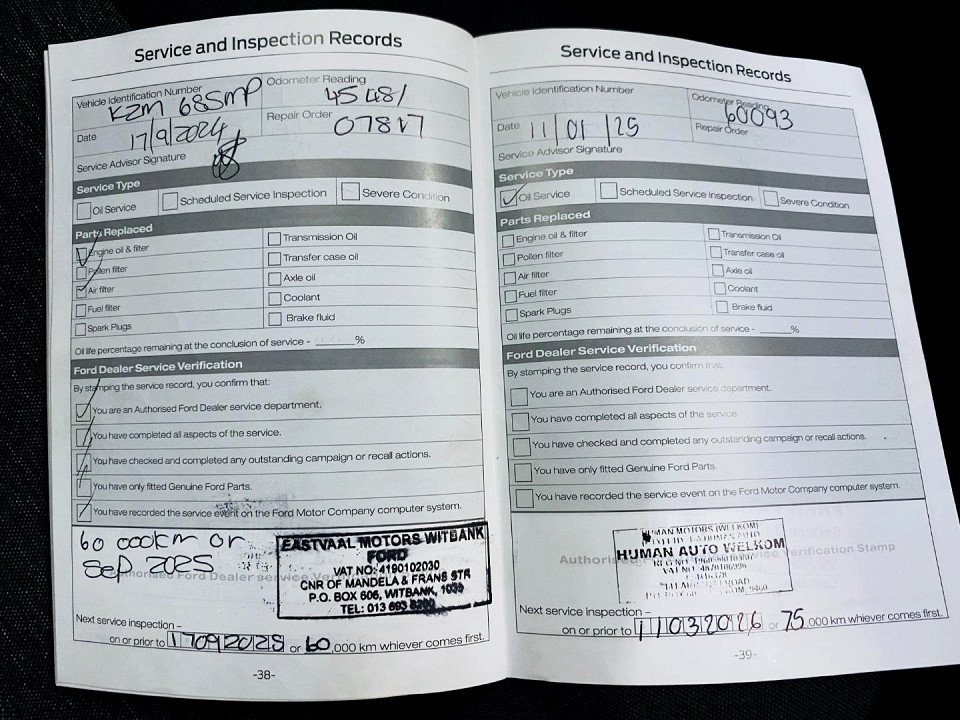 Service and Inspection Records
Vehicle Identification Number
KZM 685MP
Odometer Reading
45481
Date
17/9/2024
Repair Order
07817
Service Advisor Signature
Service Type
Oil Service
Scheduled Service Inspection
Severe Condition
Parts Replaced
Engine oil & filter
Transmission Oil
Pollen filter
Transfer case oil
Air filter
Axle oil
Fuel filter
Coolant
Spark Plugs
Brake fluid
Oil life percentage remaining at the conclusion of service - %
Ford Dealer Service Verification
By stamping the service record, you confirm that:
You are an Authorised Ford Dealer service department.
You have completed all aspects of the service.
You have checked and completed any outstanding campaign or recall actions.
You have only fitted Genuine Ford Parts.
You have recorded the service event on the Ford Motor Company computer system.
60 000km or
Sep 2025
EASTVAAL MOTORS WITBANK
FORD
VAT NO: 4190102030
CNR OF MANDELA & FRANS STR
P.O. BOX 606, WITBANK, 1035
TEL: 013 693
Next service inspection –
on or prior to 17092025 or 60,000 km whiever comes first.
-38-
Service and Inspection Records
Vehicle Identification Number
Odometer Reading
60093
Date 11/01/25
Repair Order
Service Advisor Signature
Service Type
Oil Service
Scheduled Service Inspection
Severe Condition
Parts Replaced
Engine oil & filter
Transmission Oil
Pollen filter
Transfer case oil
Air filter
Axle oil
Fuel filter
Coolant
Spark Plugs
Brake fluid
Oil life percentage remaining at the conclusion of service - %
Ford Dealer Service Verification
By stamping the service record, you confirm that:
You are an Authorised Ford Dealer service department.
You have completed all aspects of the service.
You have checked and completed any outstanding campaign or recall actions.
You have only fitted Genuine Ford Parts.
You have recorded the service event on the Ford Motor Company computer system.
HUMAN MOTORS (WELKOM)
HUMAN AUTO WELKOM
Verification Stamp
Next service inspection –
on or prior to 11032026 or 75,000 km whiever comes first.
-39-